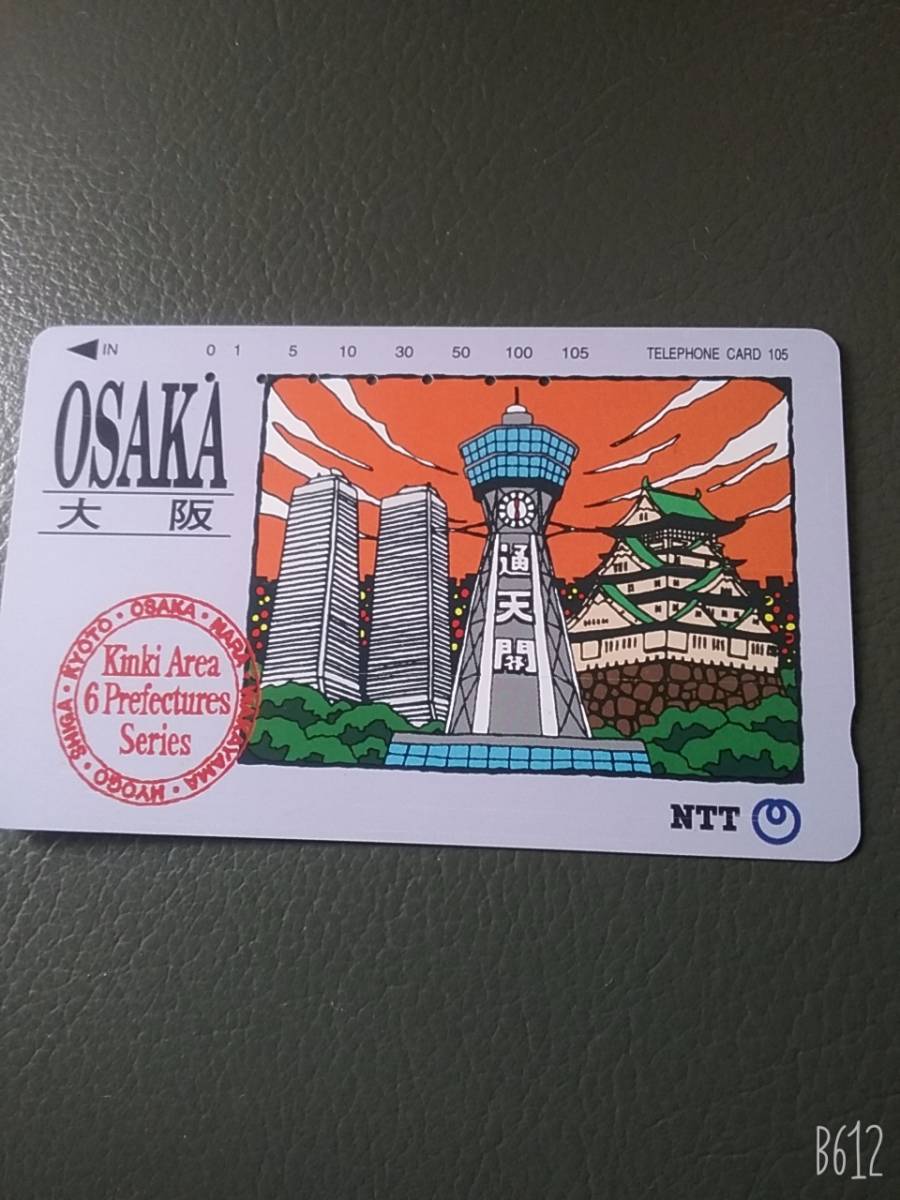 IN 0 1 5 10 30 50 100 105 TELEPHONE CARD 105
OSAKA
大 阪
通天閣
KYOTO・OSAKA・NARA・WAKAYAMA・HYOGO・SHIGA・
Kinki Area
6 Prefectures
Series
NTT
B612